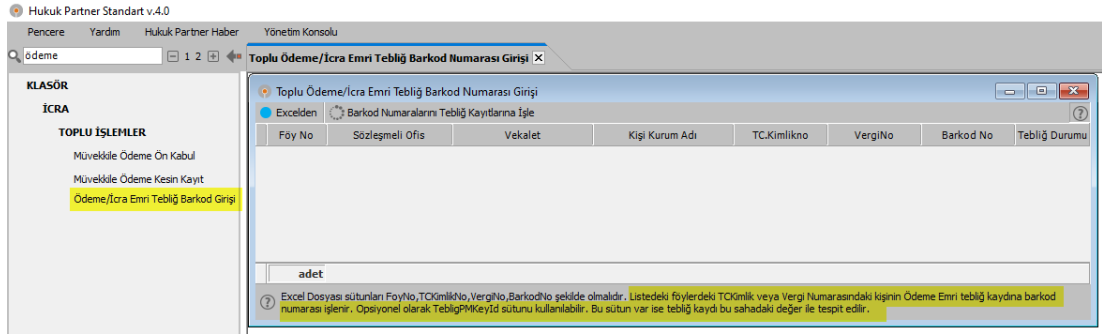 Hukuk Partner Standart v.4.0
Pencere Yardım Hukuk Partner Haber Yönetim Konsolu
ödeme 1 2 Toplu Ödeme/İcra Emri Tebliğ Barkod Numarası Girişi
KLASÖR
İCRA
TOPLU İŞLEMLER
Müvekkile Ödeme Ön Kabul
Müvekkile Ödeme Kesin Kayıt
Ödeme/İcra Emri Tebliğ Barkod Girişi
Toplu Ödeme/İcra Emri Tebliğ Barkod Numarası Girişi
Excelden Barkod Numaralarını Tebliğ Kayıtlarına İşle
Föy No Sözleşmeli Ofis Vekalet Kişi Kurum Adı TC.Kimlikno VergiNo Barkod No Tebliğ Durumu
adet
Excel Dosyası sütunları FoyNo,TCKimlikNo,VergiNo,BarkodNo şekilde olmalıdır. Listedeki föylerdeki TCKimlik veya Vergi Numarasındaki kişinin Ödeme Emri tebliğ kaydına barkod
numarası işlenir. Opsiyonel olarak TebligPMKeyId sütunu kullanılabilir. Bu sütun var ise tebliğ kaydı bu sahadaki değer ile tespit edilir.